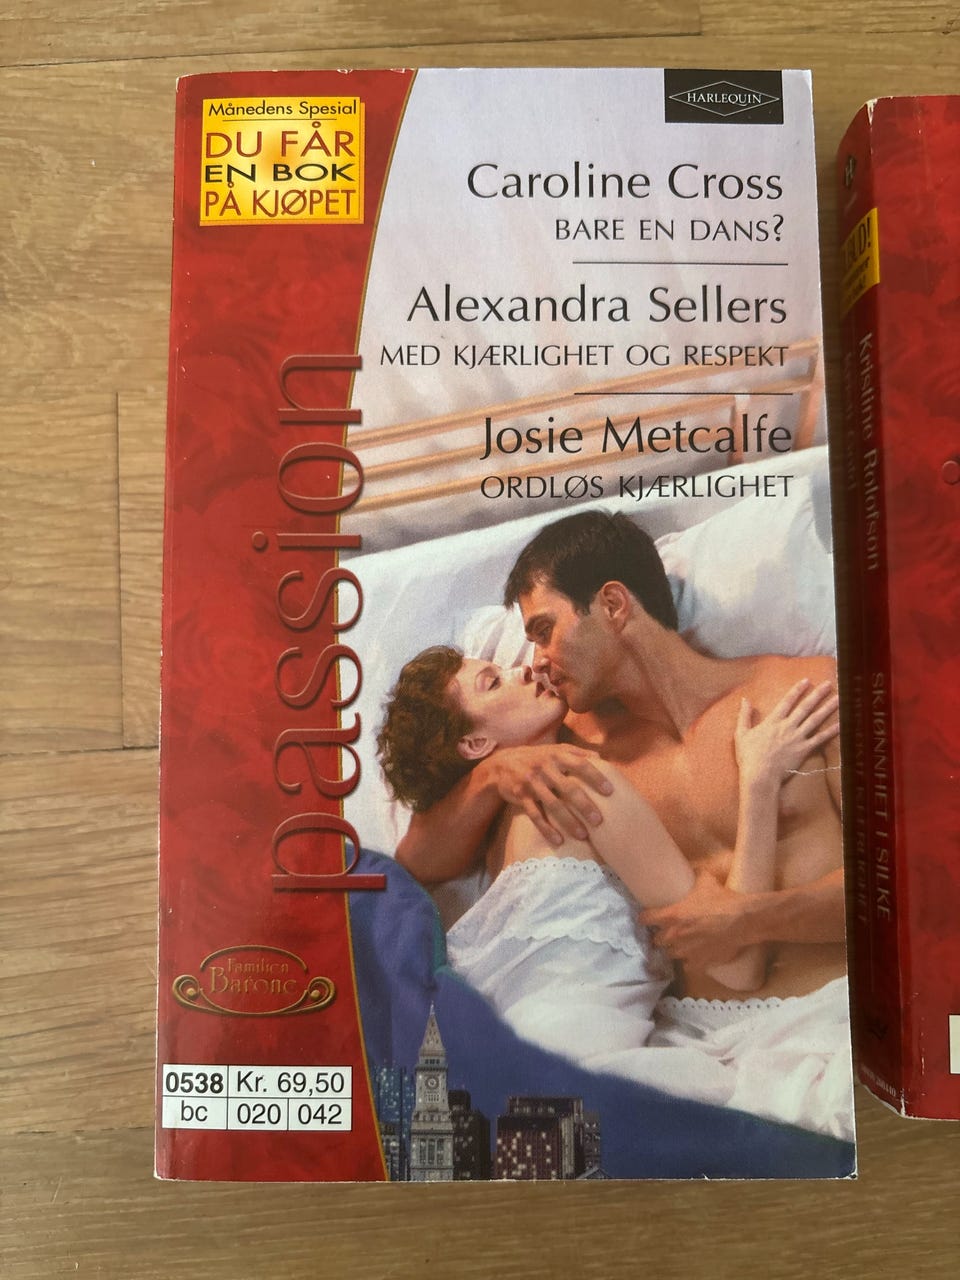 Månedens Spesial
DU FÅR
EN BOK
PÅ KJØPET
HARLEQUIN
Caroline Cross
BARE EN DANS?
Alexandra Sellers
MED KJÆRLIGHET OG RESPEKT
Josie Metcalfe
ORDLØS KJÆRLIGHET
passion
Familien
Barone
0538 Kr. 69,50
bc 020 042
Kristine Rolofson
SKJØNNHET I SILKE